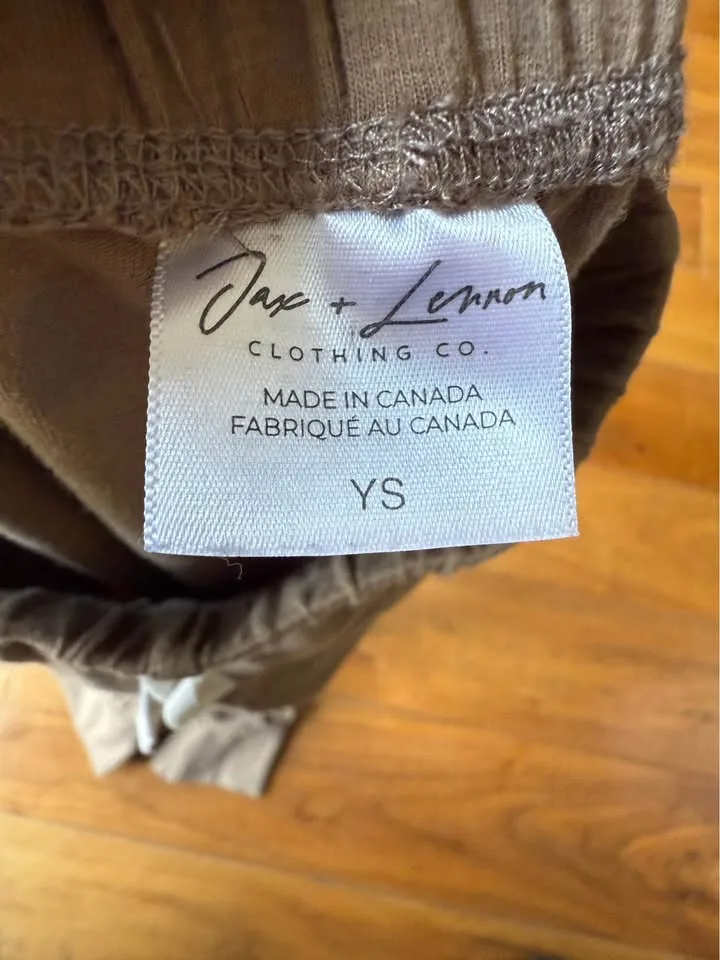 Jax + Lennon
CLOTHING CO.
MADE IN CANADA
FABRIQUÉ AU CANADA
YS